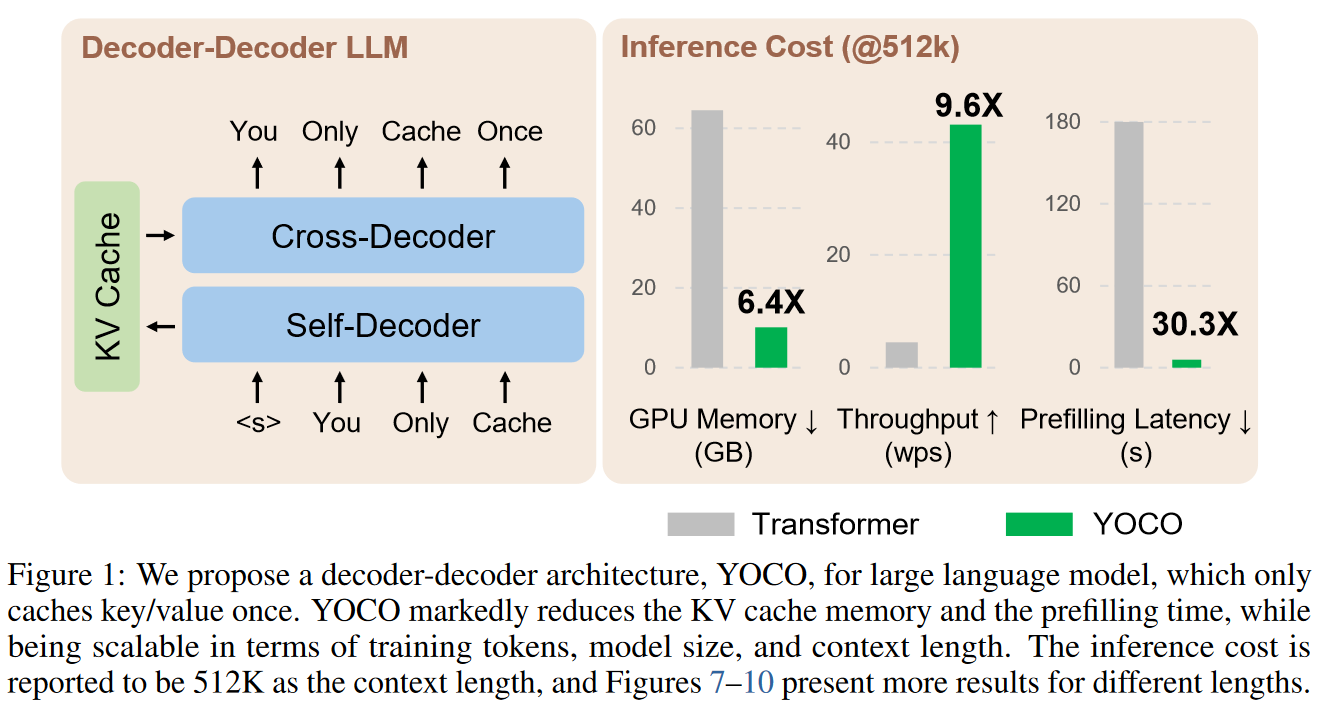 Decoder-Decoder LLM
You Only Cache Once
KV Cache
Cross-Decoder
Self-Decoder
<s> You Only Cache
Inference Cost (@512k)
60
40
20
0
6.4X
GPU Memory ↓
(GB)
40
20
0
9.6X
Throughput ↑
(wps)
180
120
60
0
30.3X
Prefilling Latency ↓
(s)
Transformer
YOCO
Figure 1: We propose a decoder-decoder architecture, YOCO, for large language model, which only
caches key/value once. YOCO markedly reduces the KV cache memory and the prefilling time, while
being scalable in terms of training tokens, model size, and context length. The inference cost is
reported to be 512K as the context length, and Figures 7–10 present more results for different lengths.